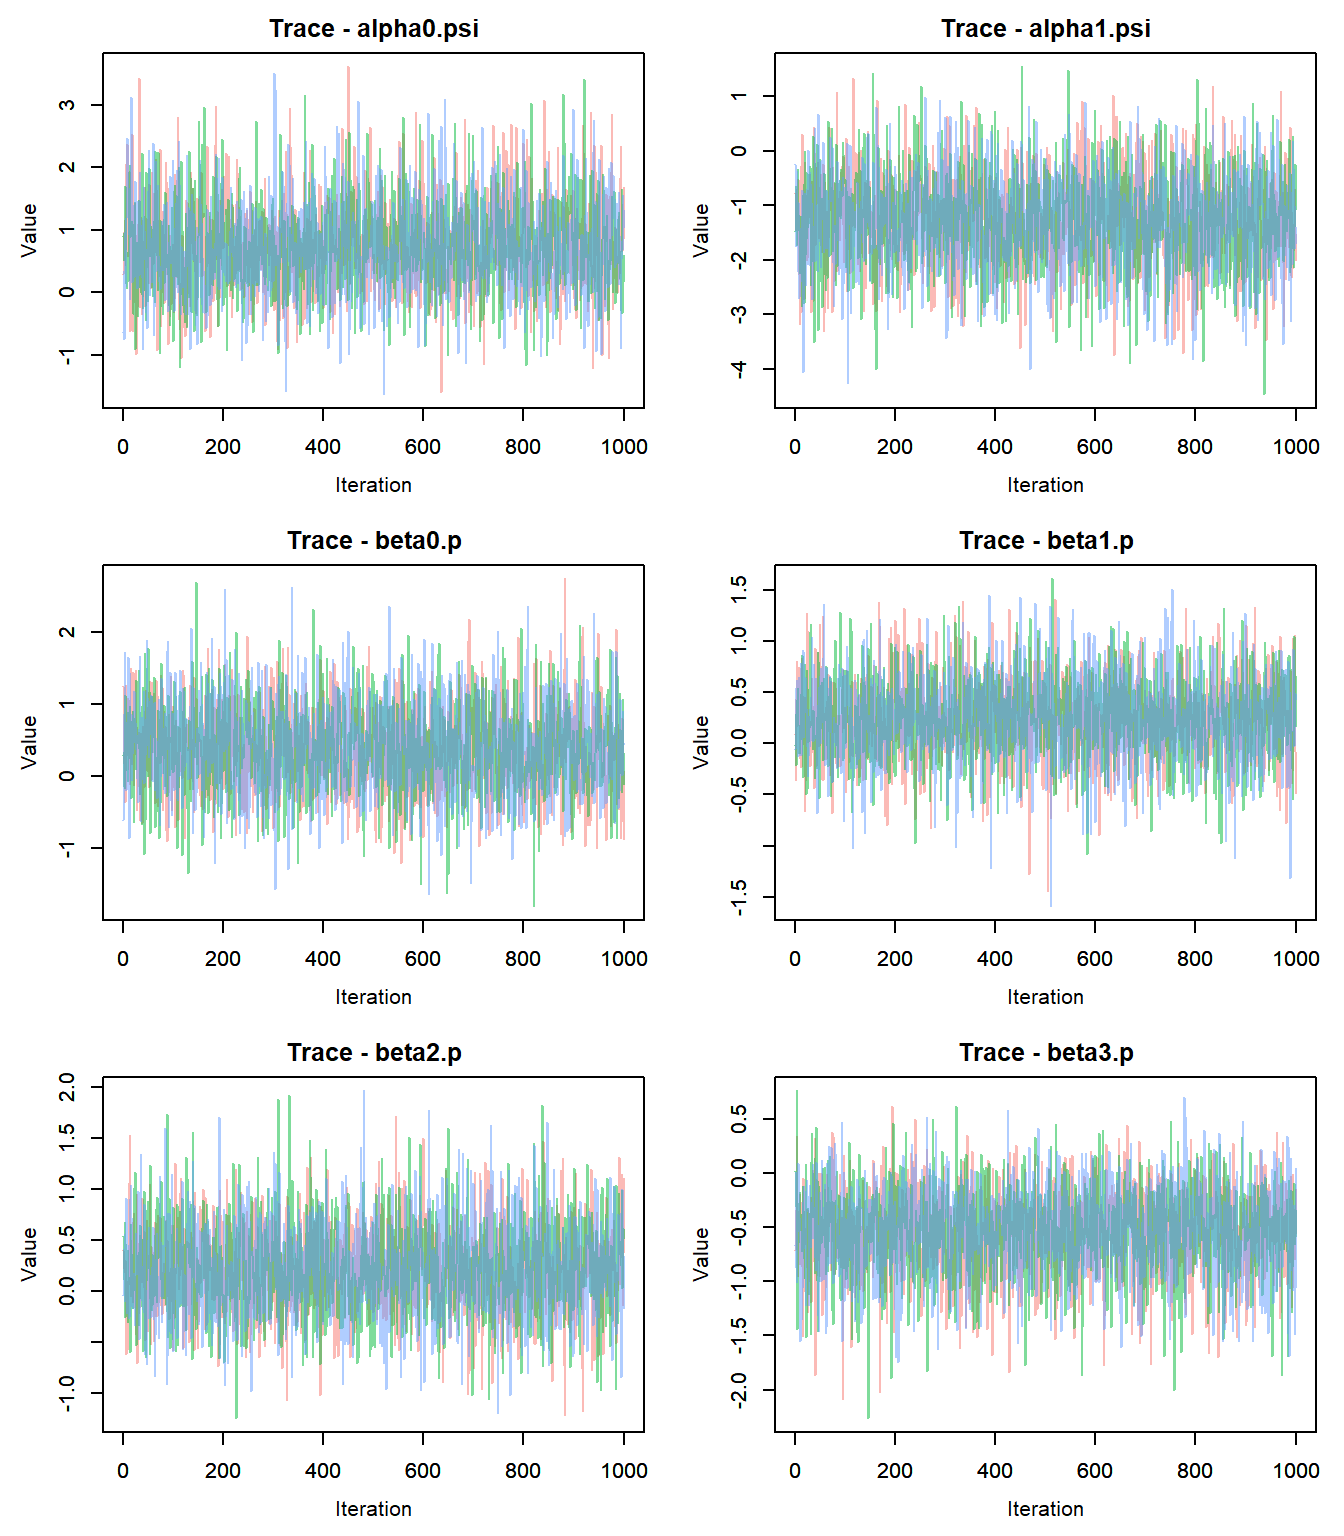 Trace - alpha0.psi
Value
3
2
1
0
-1
0 200 400 600 800 1000
Iteration
Trace - alpha1.psi
Value
1
0
-1
-2
-3
-4
0 200 400 600 800 1000
Iteration
Trace - beta0.p
Value
2
1
0
-1
0 200 400 600 800 1000
Iteration
Trace - beta1.p
Value
1.5
1.0
0.5
0.0
-0.5
-1.5
0 200 400 600 800 1000
Iteration
Trace - beta2.p
Value
2.0
1.5
1.0
0.5
0.0
-1.0
0 200 400 600 800 1000
Iteration
Trace - beta3.p
Value
0.5
0.0
-0.5
-1.0
-1.5
-2.0
0 200 400 600 800 1000
Iteration